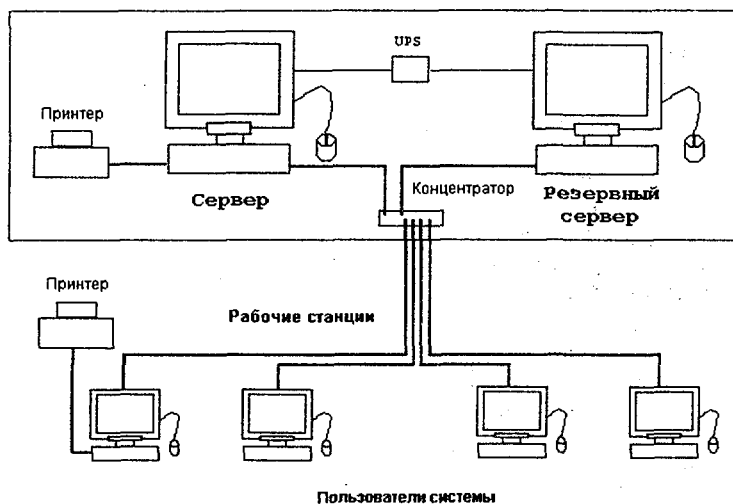 UPS
Принтер
Концентратор
Сервер
Резервный
сервер
Принтер
Рабочие станции
Пользователи системы